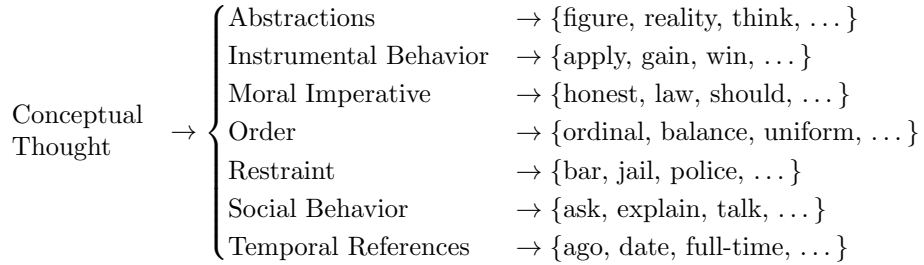 Abstractions → {figure, reality, think, ...}
Instrumental Behavior → {apply, gain, win, ...}
Moral Imperative → {honest, law, should, ...}
Conceptual Thought → { Order → {ordinal, balance, uniform, ...}
Restraint → {bar, jail, police, ...}
Social Behavior → {ask, explain, talk, ...}
Temporal References → {ago, date, full-time, ...}